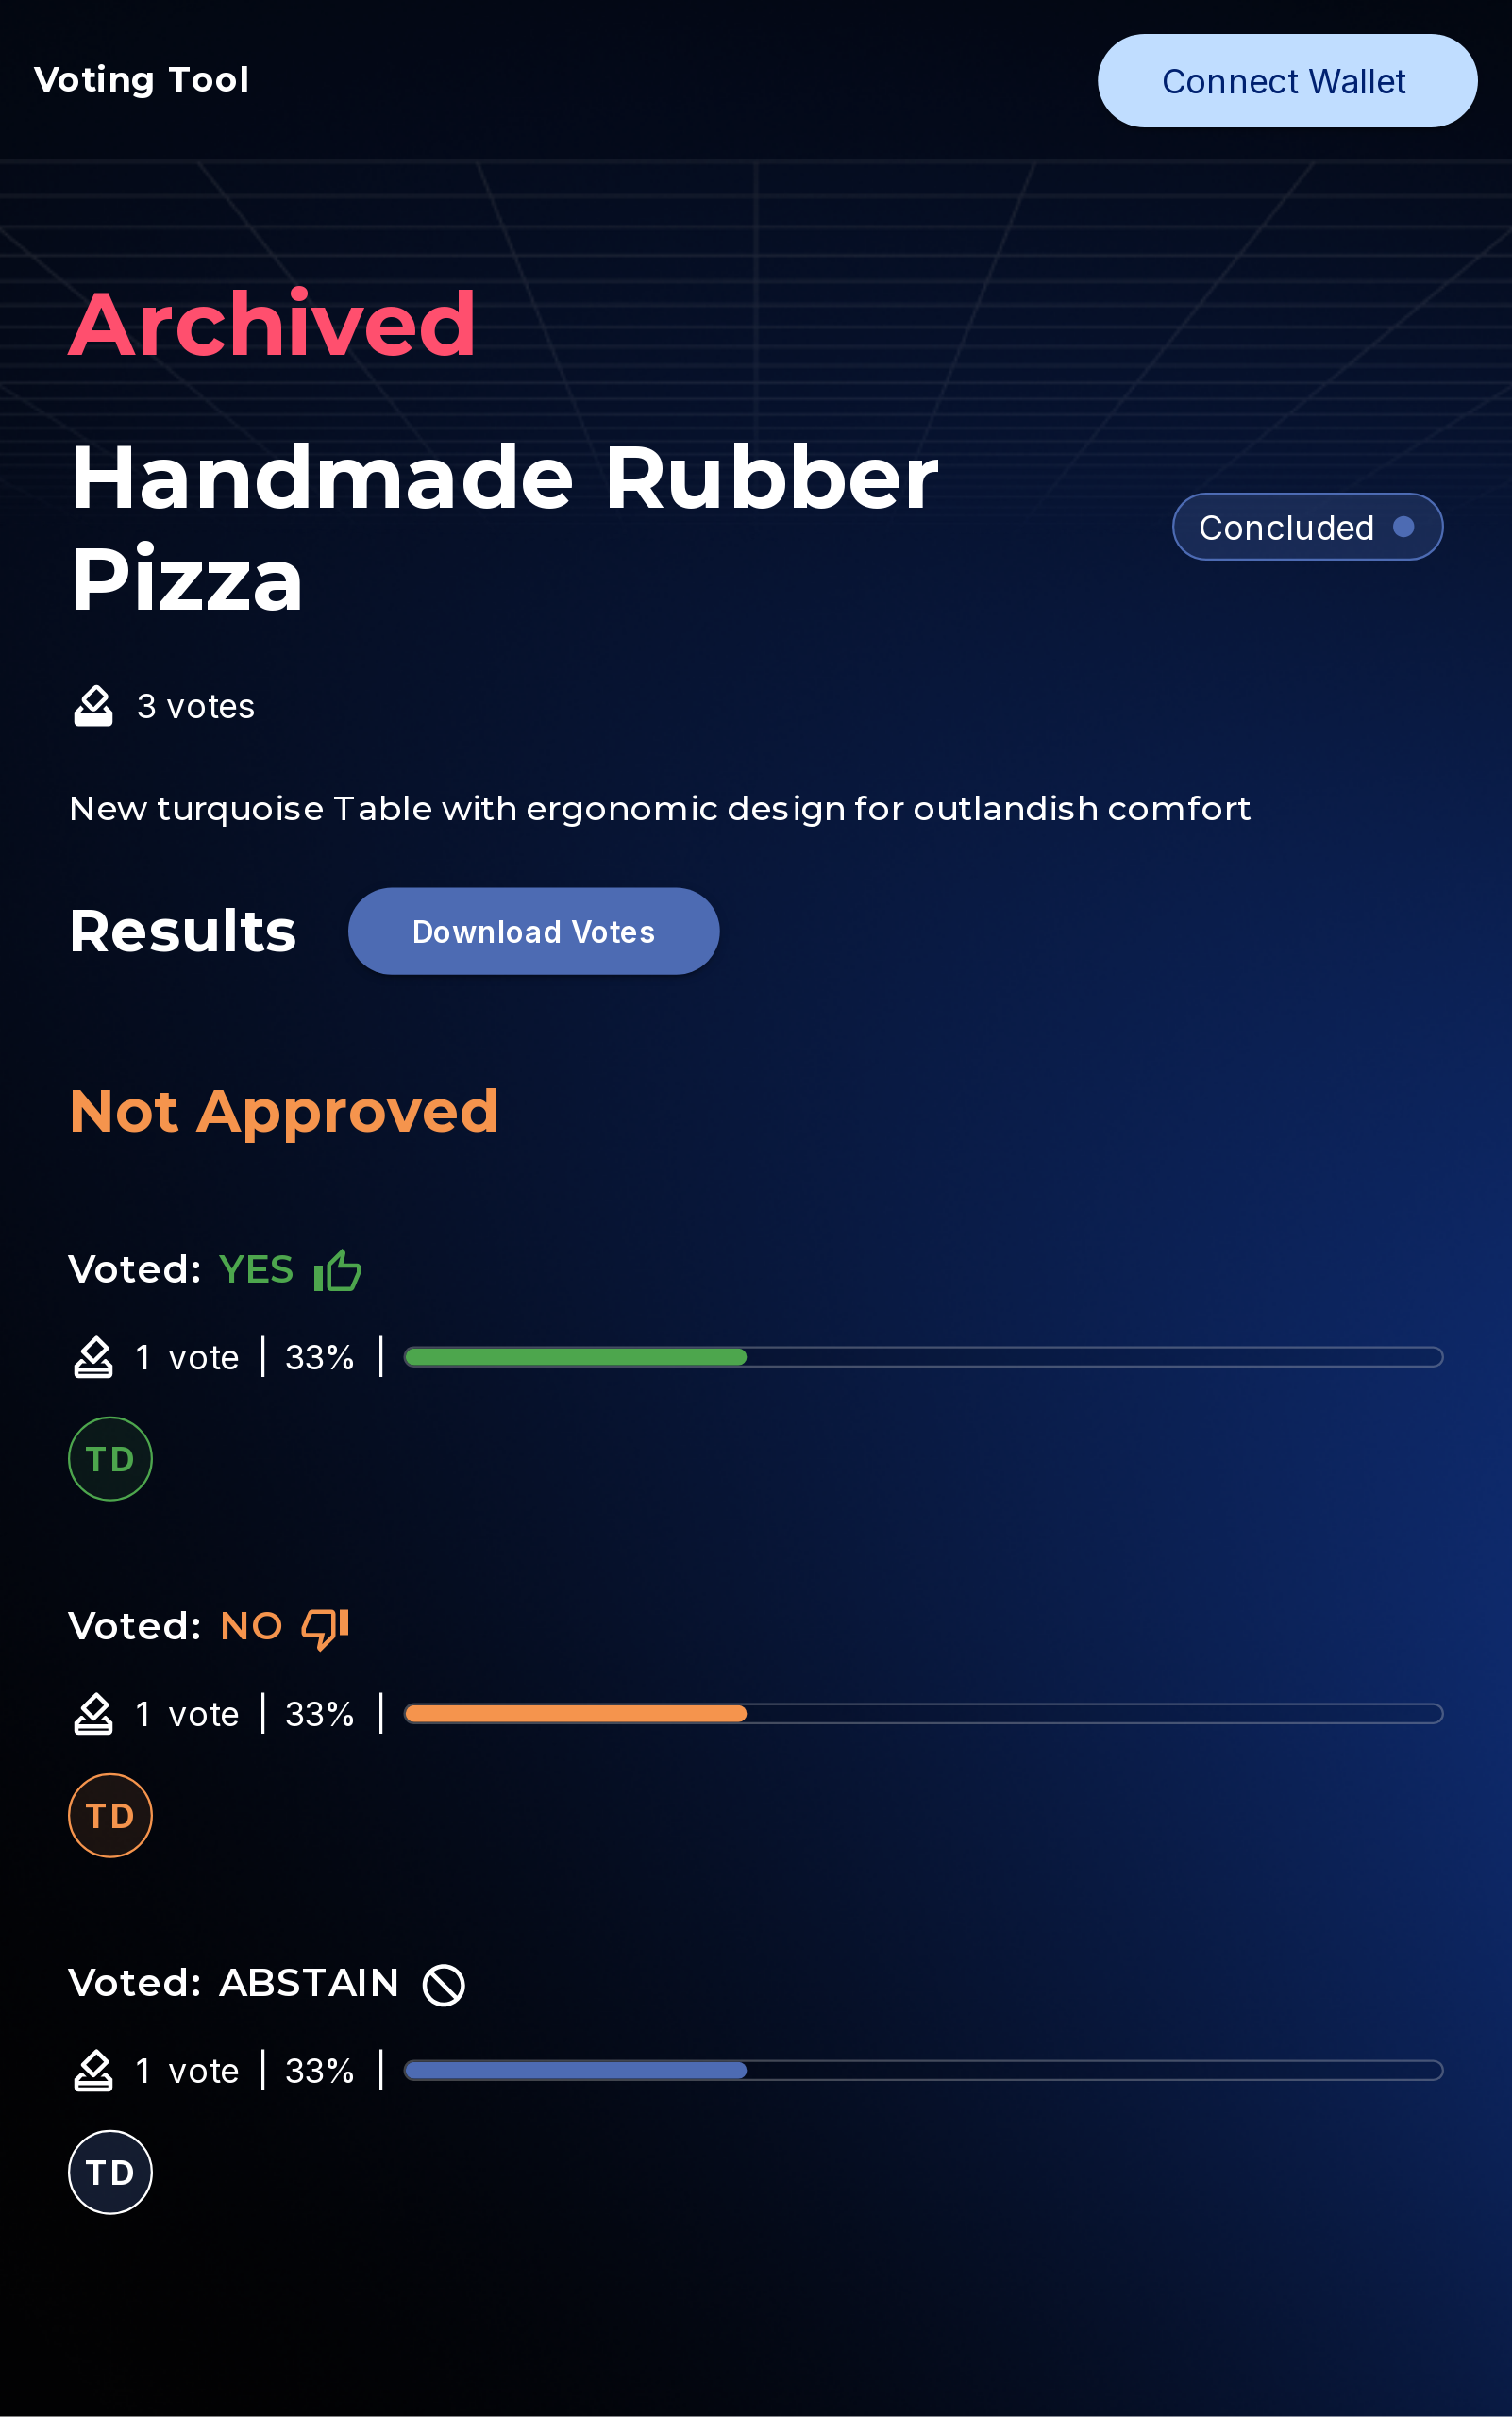 Voting Tool
Connect Wallet
Archived
Handmade Rubber
Pizza
Concluded
3 votes
New turquoise Table with ergonomic design for outlandish comfort
Results
Download Votes
Not Approved
Voted: YES
1 vote | 33% |
TD
Voted: NO
1 vote | 33% |
TD
Voted: ABSTAIN
1 vote | 33% |
TD